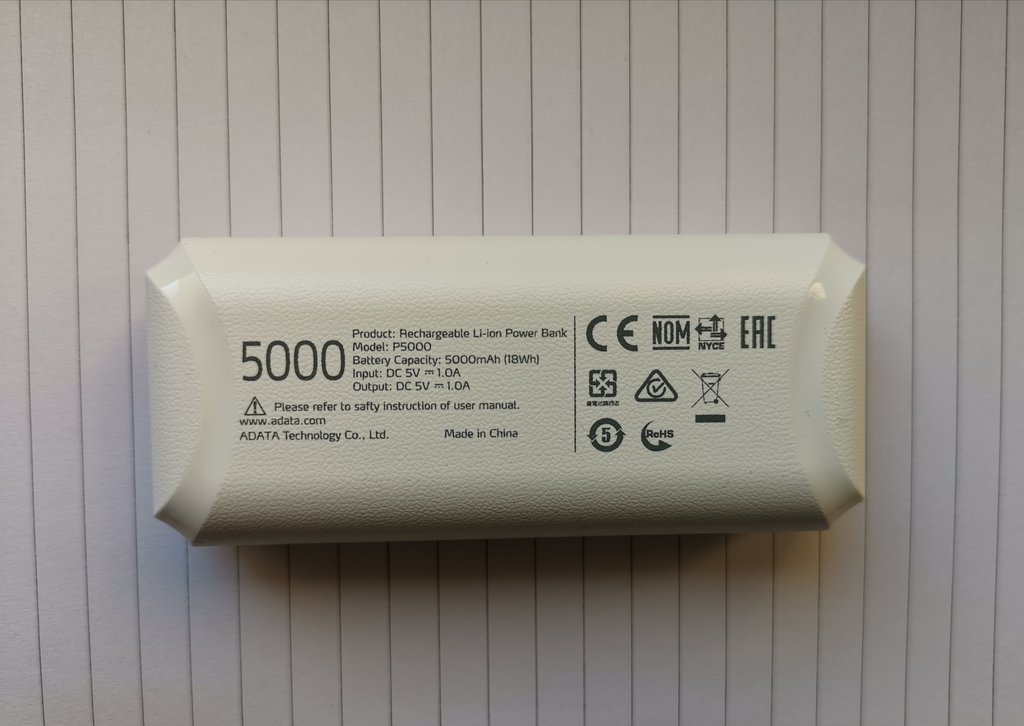 5000
Product: Rechargeable Li-ion Power Bank
Model: P5000
Battery Capacity: 5000mAh (18Wh)
Input: DC 5V ⎓ 1.0A
Output: DC 5V ⎓ 1.0A
Please refer to safty instruction of user manual.
www.adata.com
ADATA Technology Co., Ltd. Made in China
CE NOM NYCE EAC
5 RoHS